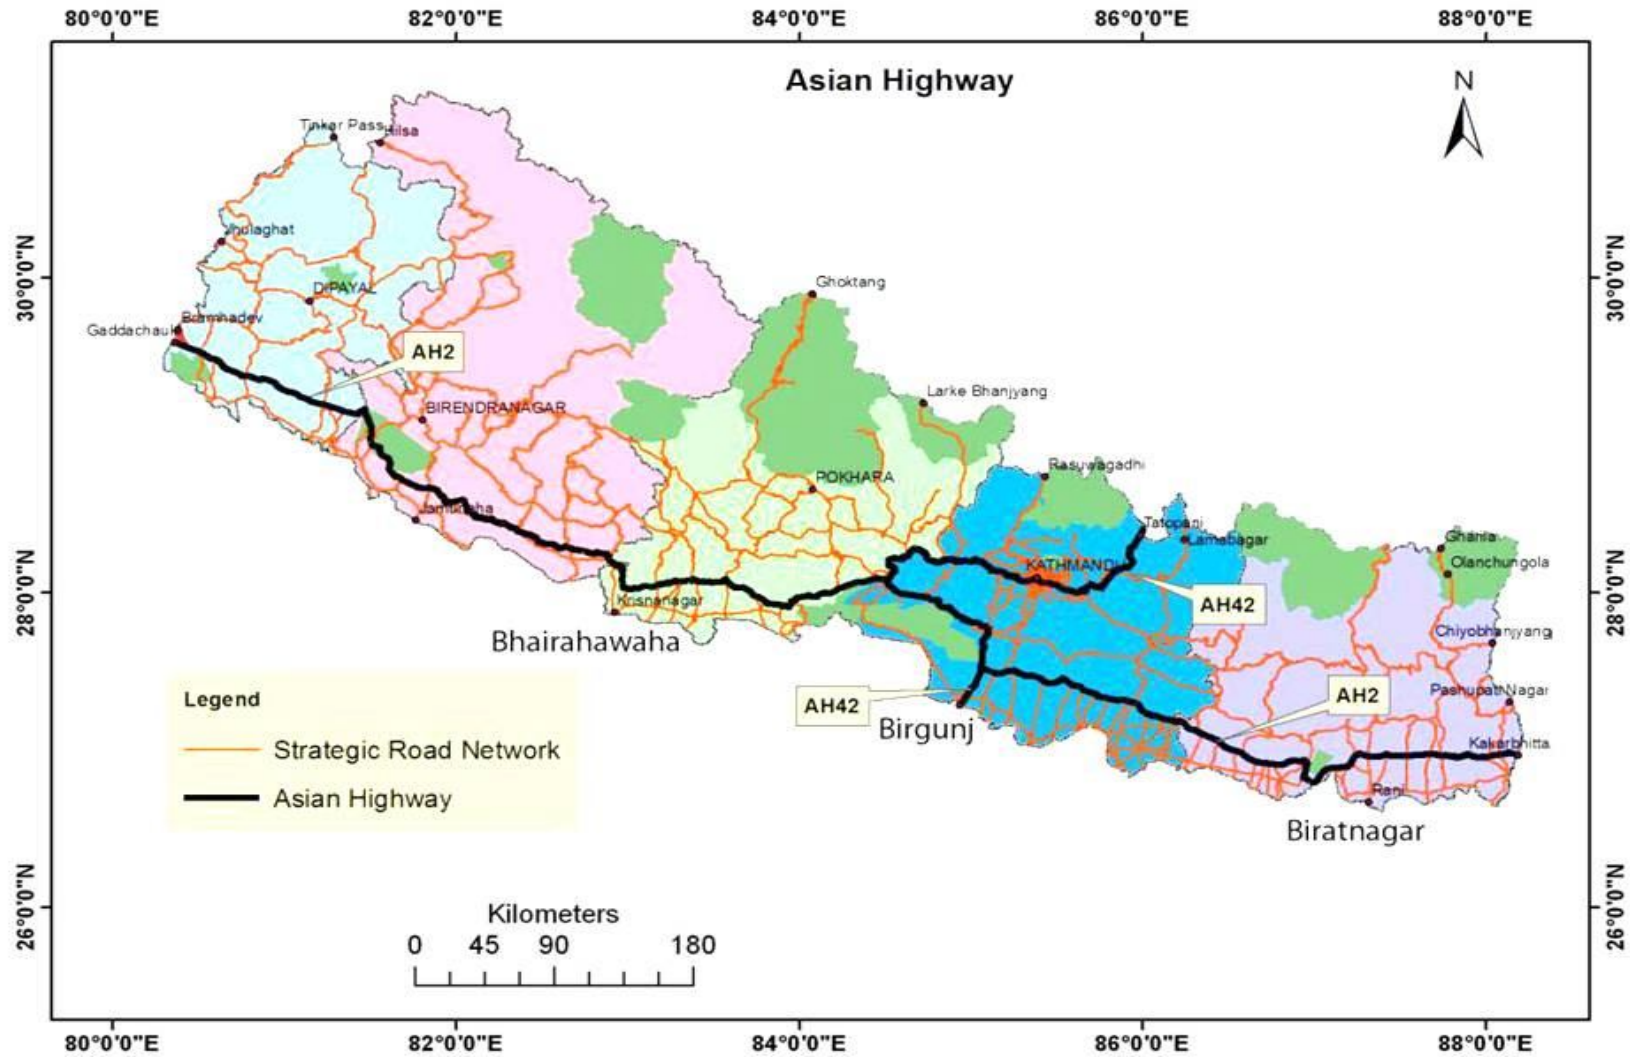 80°0'0"E 82°0'0"E 84°0'0"E 86°0'0"E 88°0'0"E
Asian Highway
N
Tinkar Pass
Hilsa
Jhulaghat
30°0'0"N
30°0'0"N
DIPAYAL
Ghoktang
Bramhadev
Gaddachauki
AH2
Larke Bhanjyang
BIRENDRANAGAR
POKHARA
Rasuwagadhi
Jamunaha
Tatopani
Lamabagar
Ghanla
Olanchungola
KATHMANDU
28°0'0"N
28°0'0"N
Krisnanagar
AH42
Bhairahawaha
Chiyobhanjyang
Legend
AH42
AH2
Pashupati Nagar
Birgunj
Strategic Road Network
Kakarbhitta
Asian Highway
Rani
Biratnagar
26°0'0"N
26°0'0"N
Kilometers
0 45 90 180
80°0'0"E 82°0'0"E 84°0'0"E 86°0'0"E 88°0'0"E